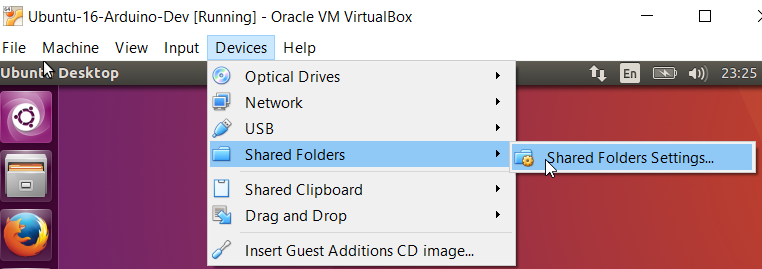 Ubuntu-16-Arduino-Dev [Running] - Oracle VM VirtualBox
File Machine View Input Devices Help
Ubuntu Desktop En 23:25
Optical Drives
Network
USB
Shared Folders Shared Folders Settings...
Shared Clipboard
Drag and Drop
Insert Guest Additions CD image...